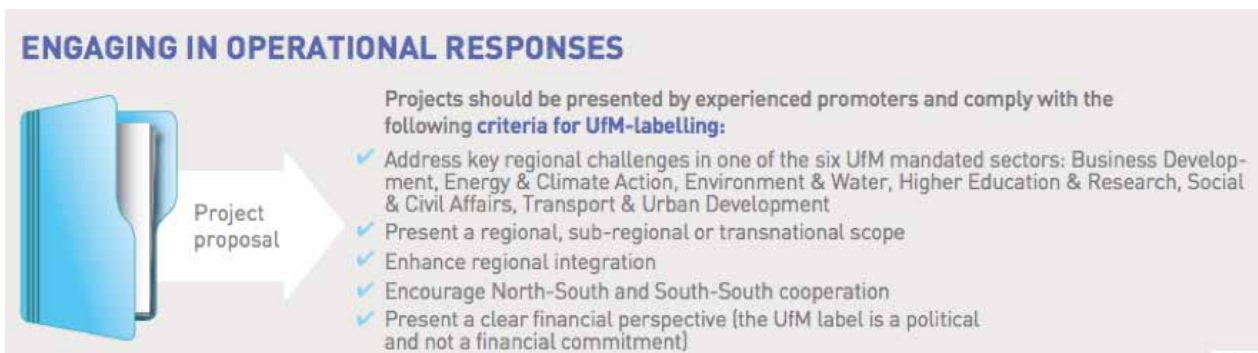 ENGAGING IN OPERATIONAL RESPONSES
Project
proposal
Projects should be presented by experienced promoters and comply with the
following criteria for UfM-labelling:
✔ Address key regional challenges in one of the six UfM mandated sectors: Business Develop-
ment, Energy & Climate Action, Environment & Water, Higher Education & Research, Social
& Civil Affairs, Transport & Urban Development
✔ Present a regional, sub-regional or transnational scope
✔ Enhance regional integration
✔ Encourage North-South and South-South cooperation
✔ Present a clear financial perspective (the UfM label is a political
and not a financial commitment)